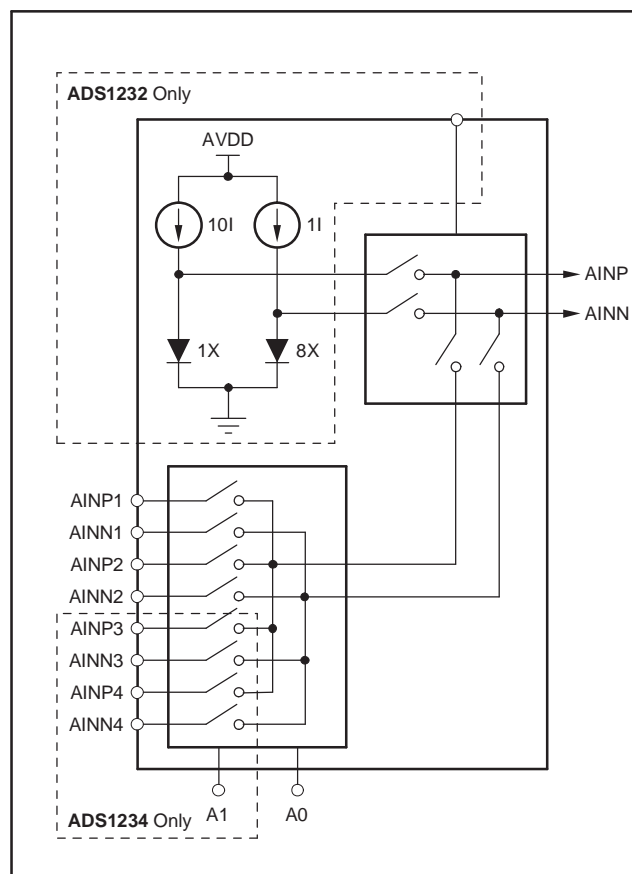 ADS1232 Only
AVDD
10I
1I
AINP
AINN
1X
8X
AINP1
AINN1
AINP2
AINN2
AINP3
AINN3
AINP4
AINN4
A1
A0
ADS1234 Only